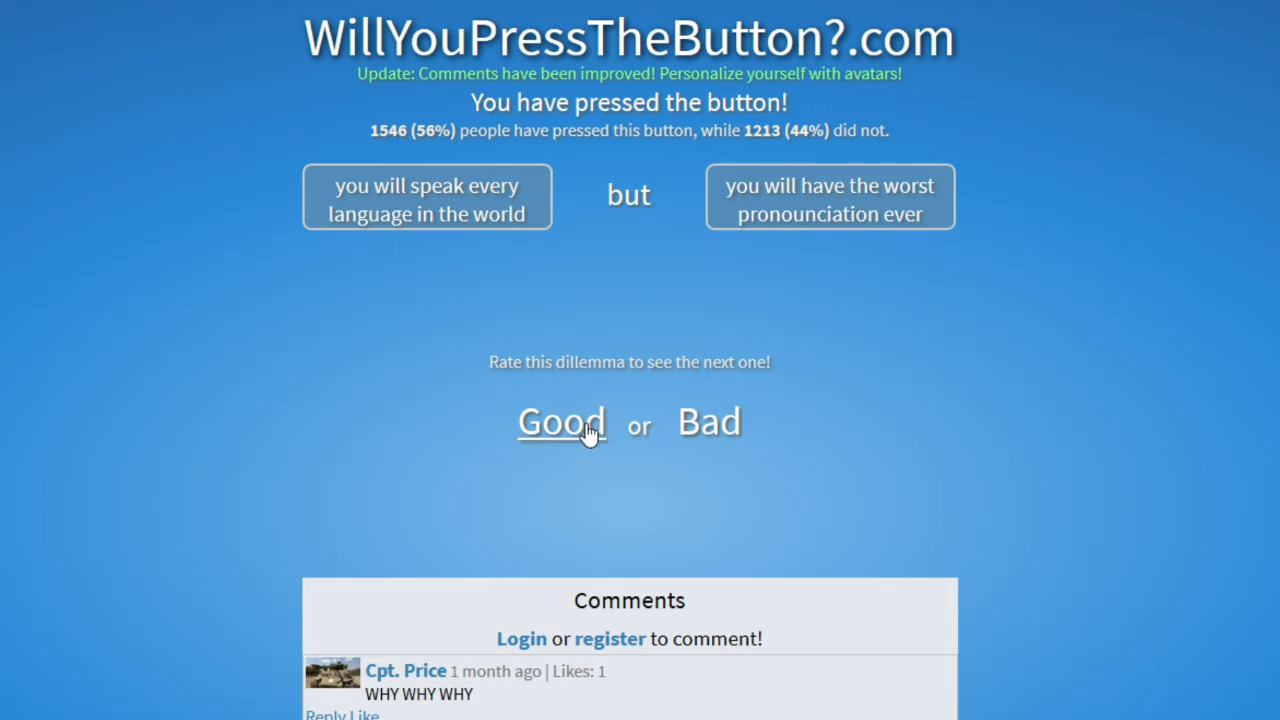 WillYouPressTheButton?.com
Update: Comments have been improved! Personalize yourself with avatars!
You have pressed the button!
1546 (56%) people have pressed this button, while 1213 (44%) did not.
you will speak every
language in the world
but
you will have the worst
pronounciation ever
Rate this dillemma to see the next one!
Good or Bad
Comments
Login or register to comment!
Cpt. Price 1 month ago | Likes: 1
WHY WHY WHY
Reply Like